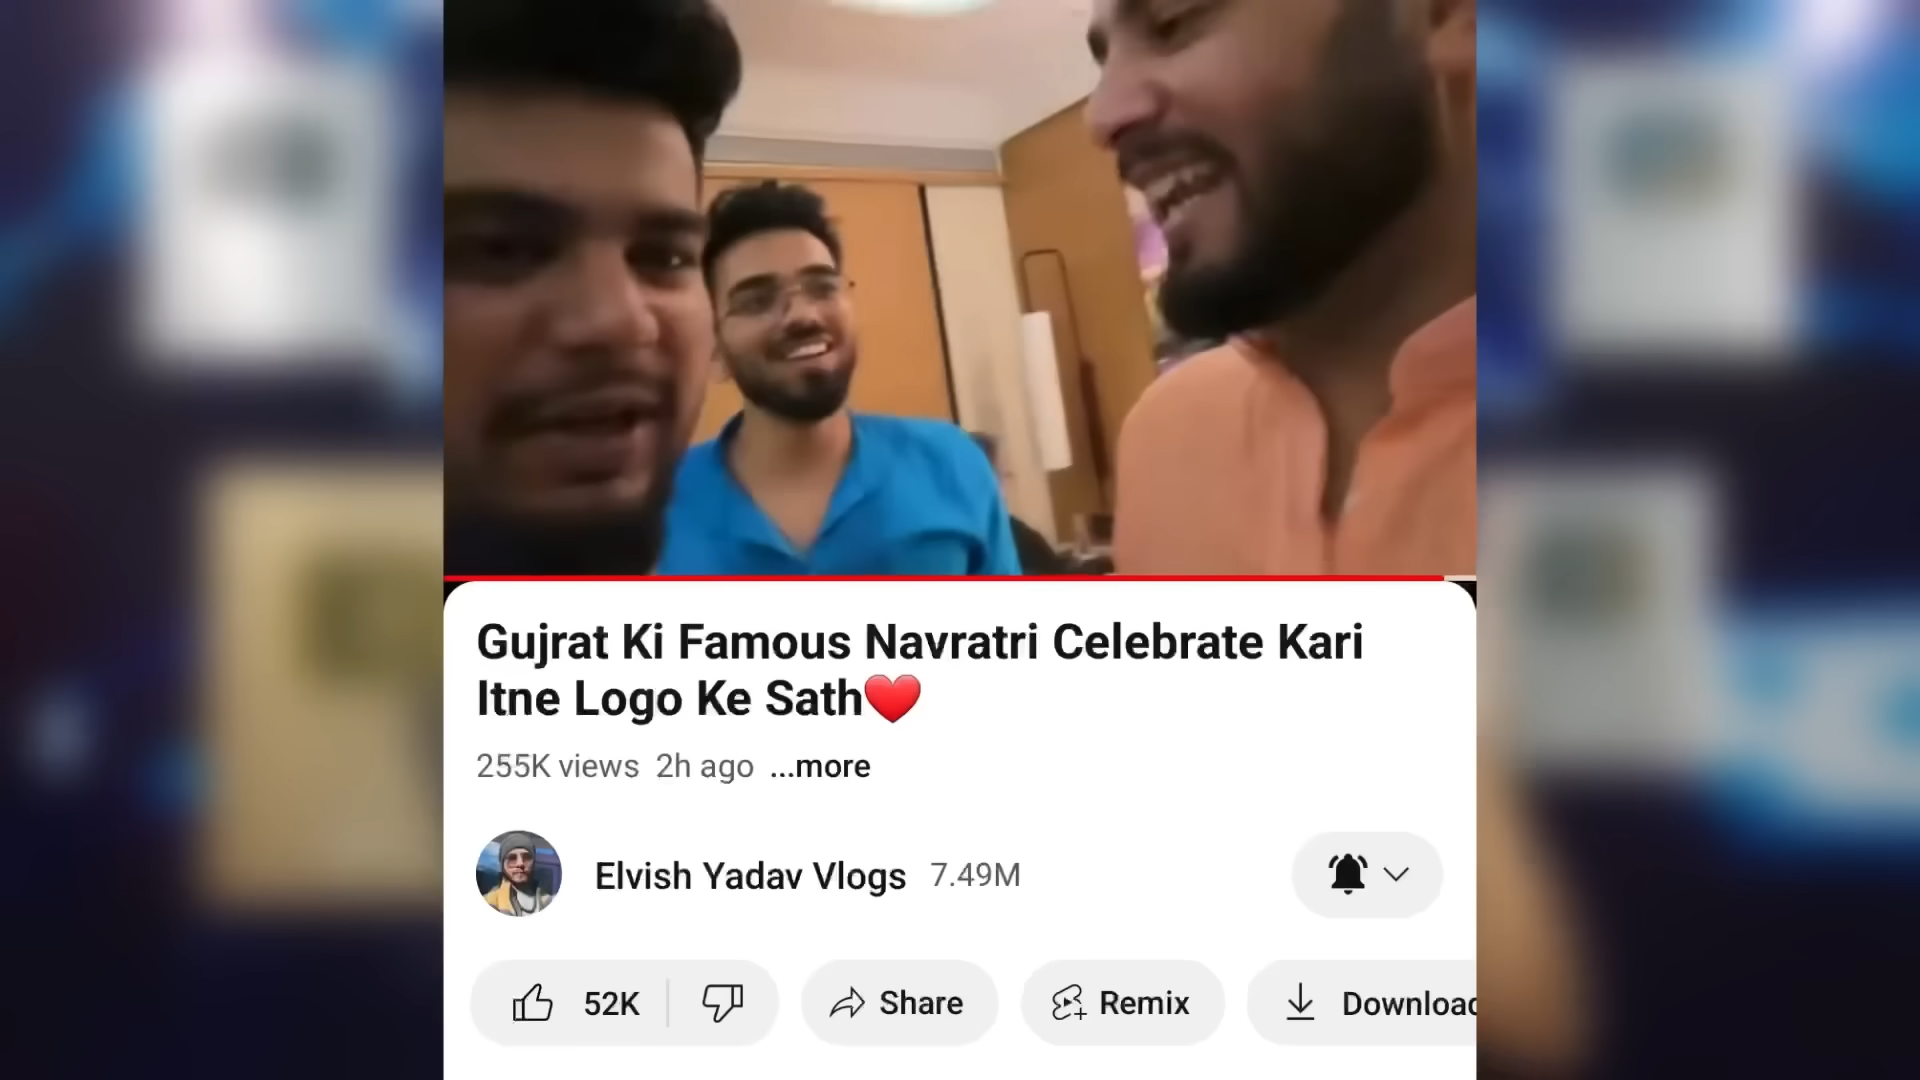 Gujrat Ki Famous Navratri Celebrate Kari
Itne Logo Ke Sath❤️
255K views 2h ago ...more
Elvish Yadav Vlogs 7.49M
52K Share Remix Download